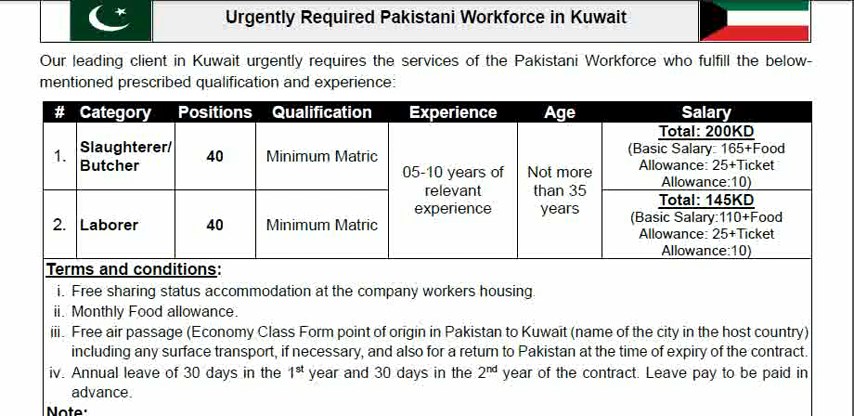 Urgently Required Pakistani Workforce in Kuwait
Our leading client in Kuwait urgently requires the services of the Pakistani Workforce who fulfill the below-
mentioned prescribed qualification and experience:
# Category Positions Qualification Experience Age Salary
1. Slaughterer/
Butcher
40
Minimum Matric
05-10 years of
relevant
experience
Not more
than 35
years
Total: 200KD
(Basic Salary: 165+Food
Allowance: 25+Ticket
Allowance:10)
2. Laborer
40
Minimum Matric
Total: 145KD
(Basic Salary:110+Food
Allowance: 25+Ticket
Allowance:10)
Terms and conditions:
i. Free sharing status accommodation at the company workers housing.
ii. Monthly Food allowance.
iii. Free air passage (Economy Class Form point of origin in Pakistan to Kuwait (name of the city in the host country)
including any surface transport, if necessary, and also for a return to Pakistan at the time of expiry of the contract.
iv. Annual leave of 30 days in the 1st year and 30 days in the 2nd year of the contract. Leave pay to be paid in
advance.
Note: